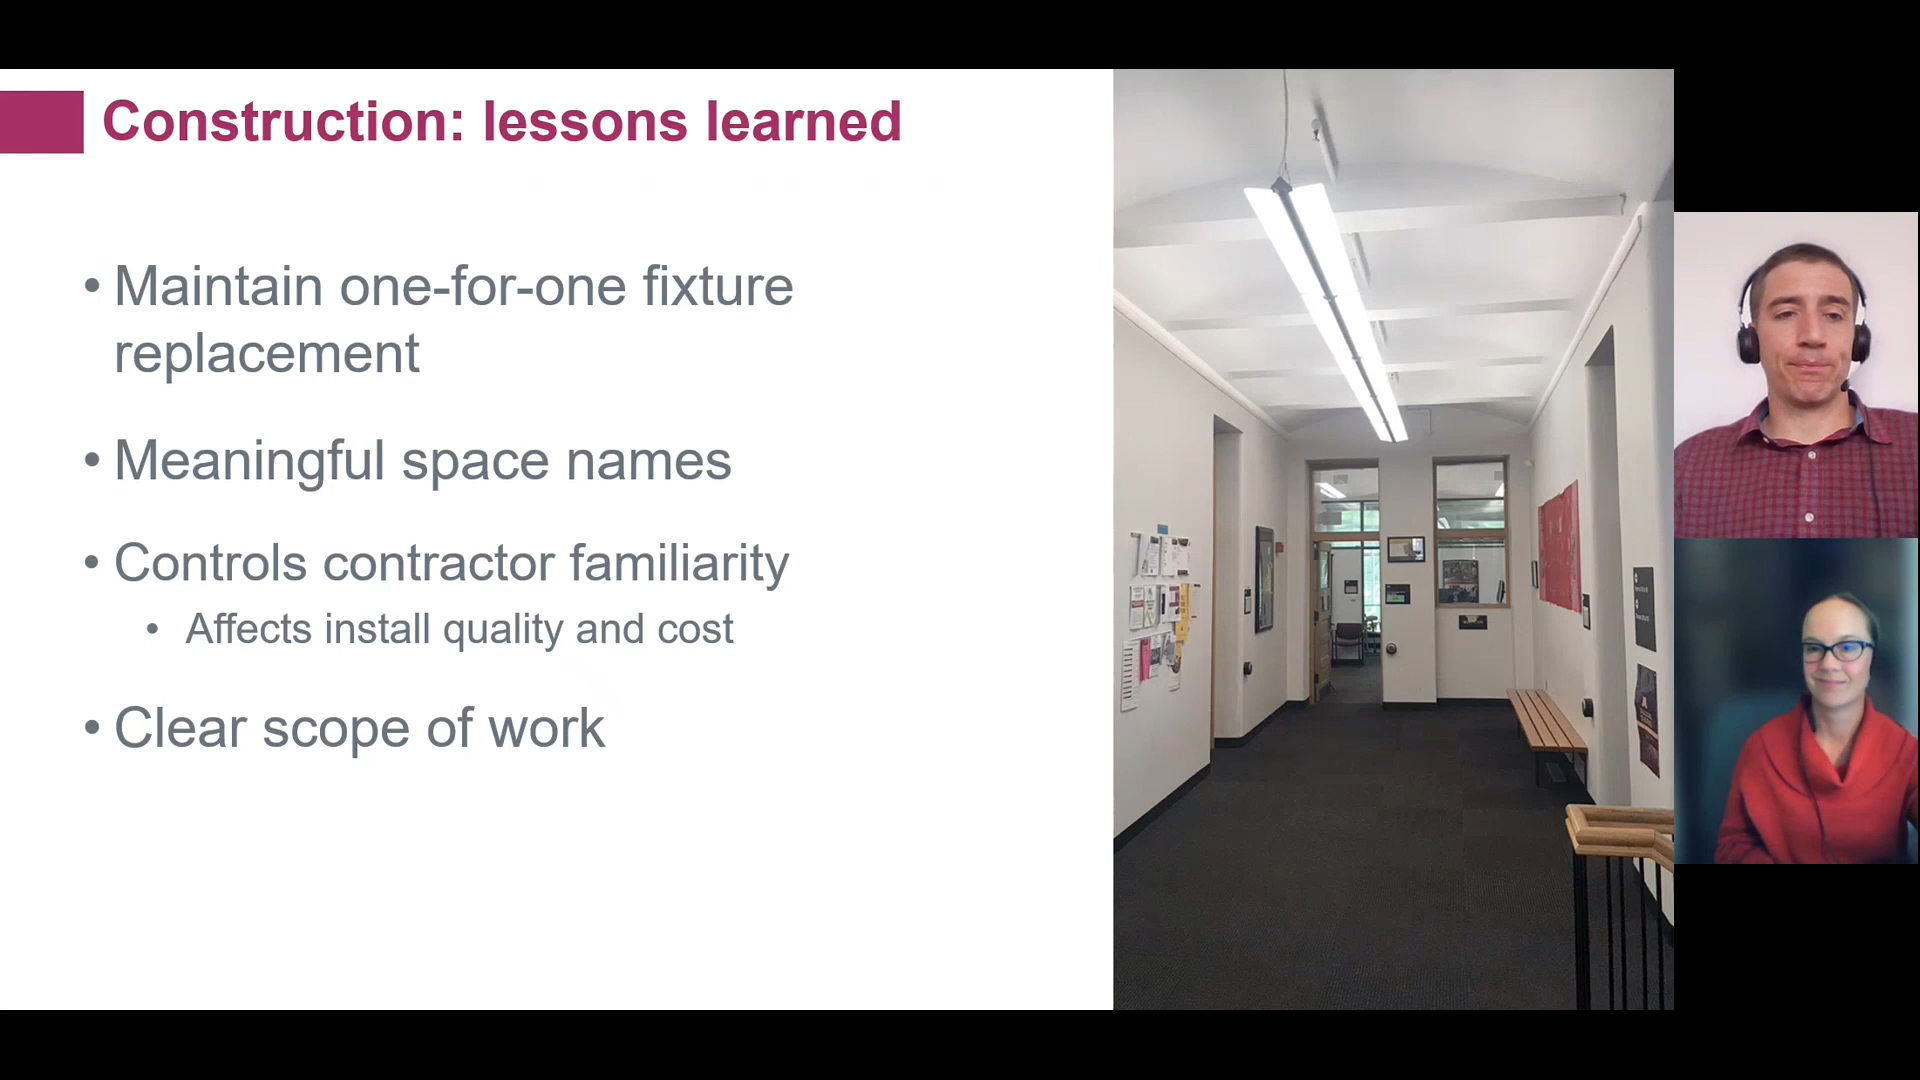 Construction: lessons learned
• Maintain one-for-one fixture
replacement
• Meaningful space names
• Controls contractor familiarity
• Affects install quality and cost
• Clear scope of work